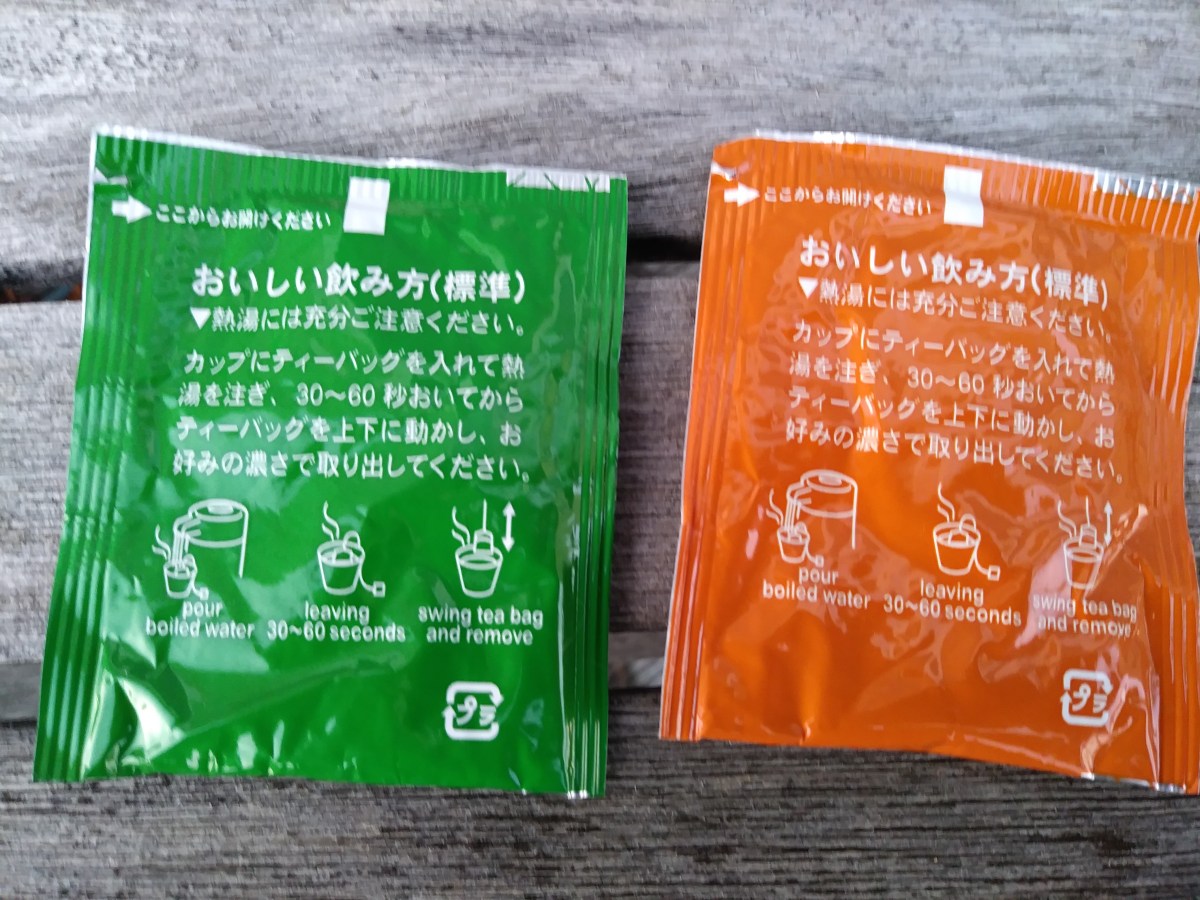 ここからお開けください
おいしい飲み方(標準)
▼熱湯には充分ご注意ください。
カップにティーバッグを入れて熱
湯を注ぎ、30〜60 秒おいてから
ティーバッグを上下に動かし、お
好みの濃さで取り出してください。
pour
boiled water
leaving
30〜60 seconds
swing tea bag
and remove
プラ
ここからお開けください
おいしい飲み方(標準)
▼熱湯には充分ご注意ください。
カップにティーバッグを入れて熱
湯を注ぎ、30〜60 秒おいてから
ティーバッグを上下に動かし、お
好みの濃さで取り出してください。
pour
boiled water
leaving
30〜60 seconds
swing tea bag
and remove
プラ